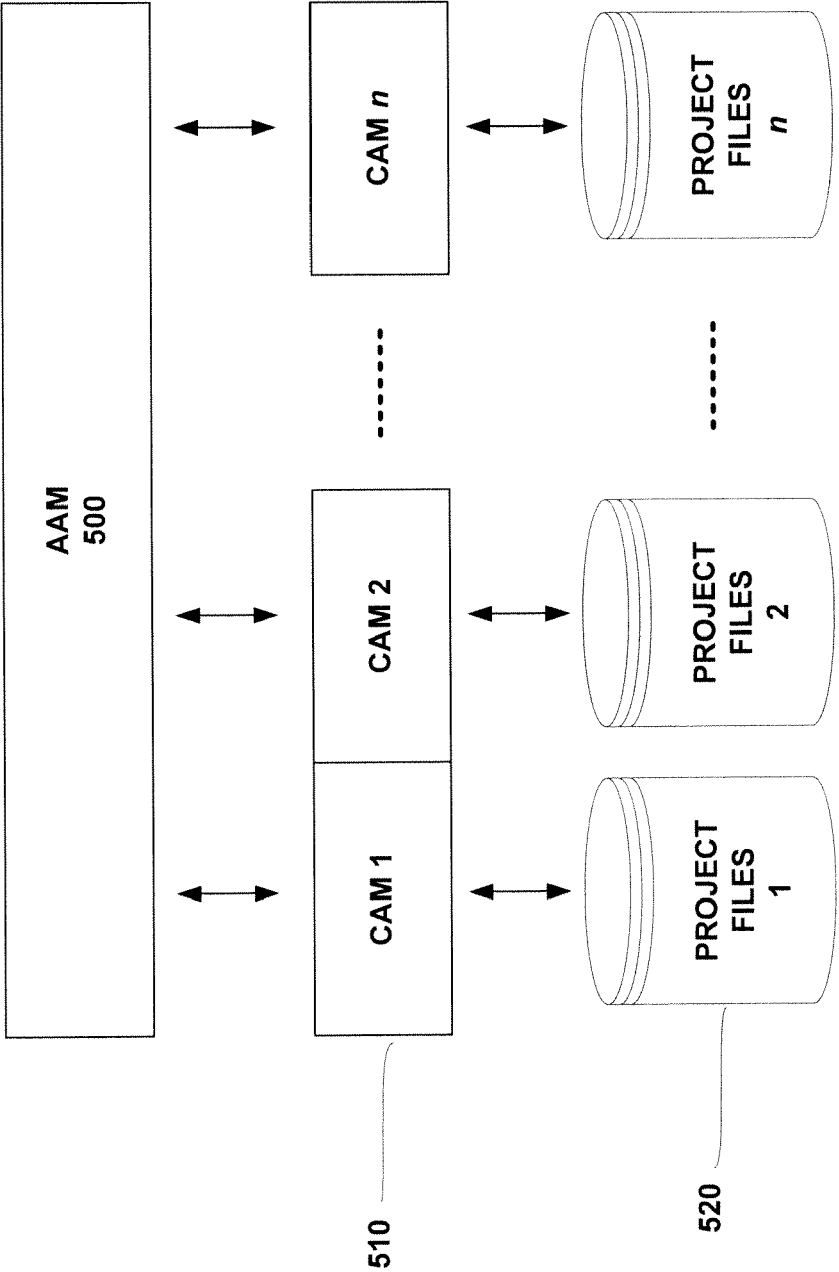 AAM
500
CAM 1
CAM 2
CAM n
510
PROJECT
FILES
1
PROJECT
FILES
2
PROJECT
FILES
n
520